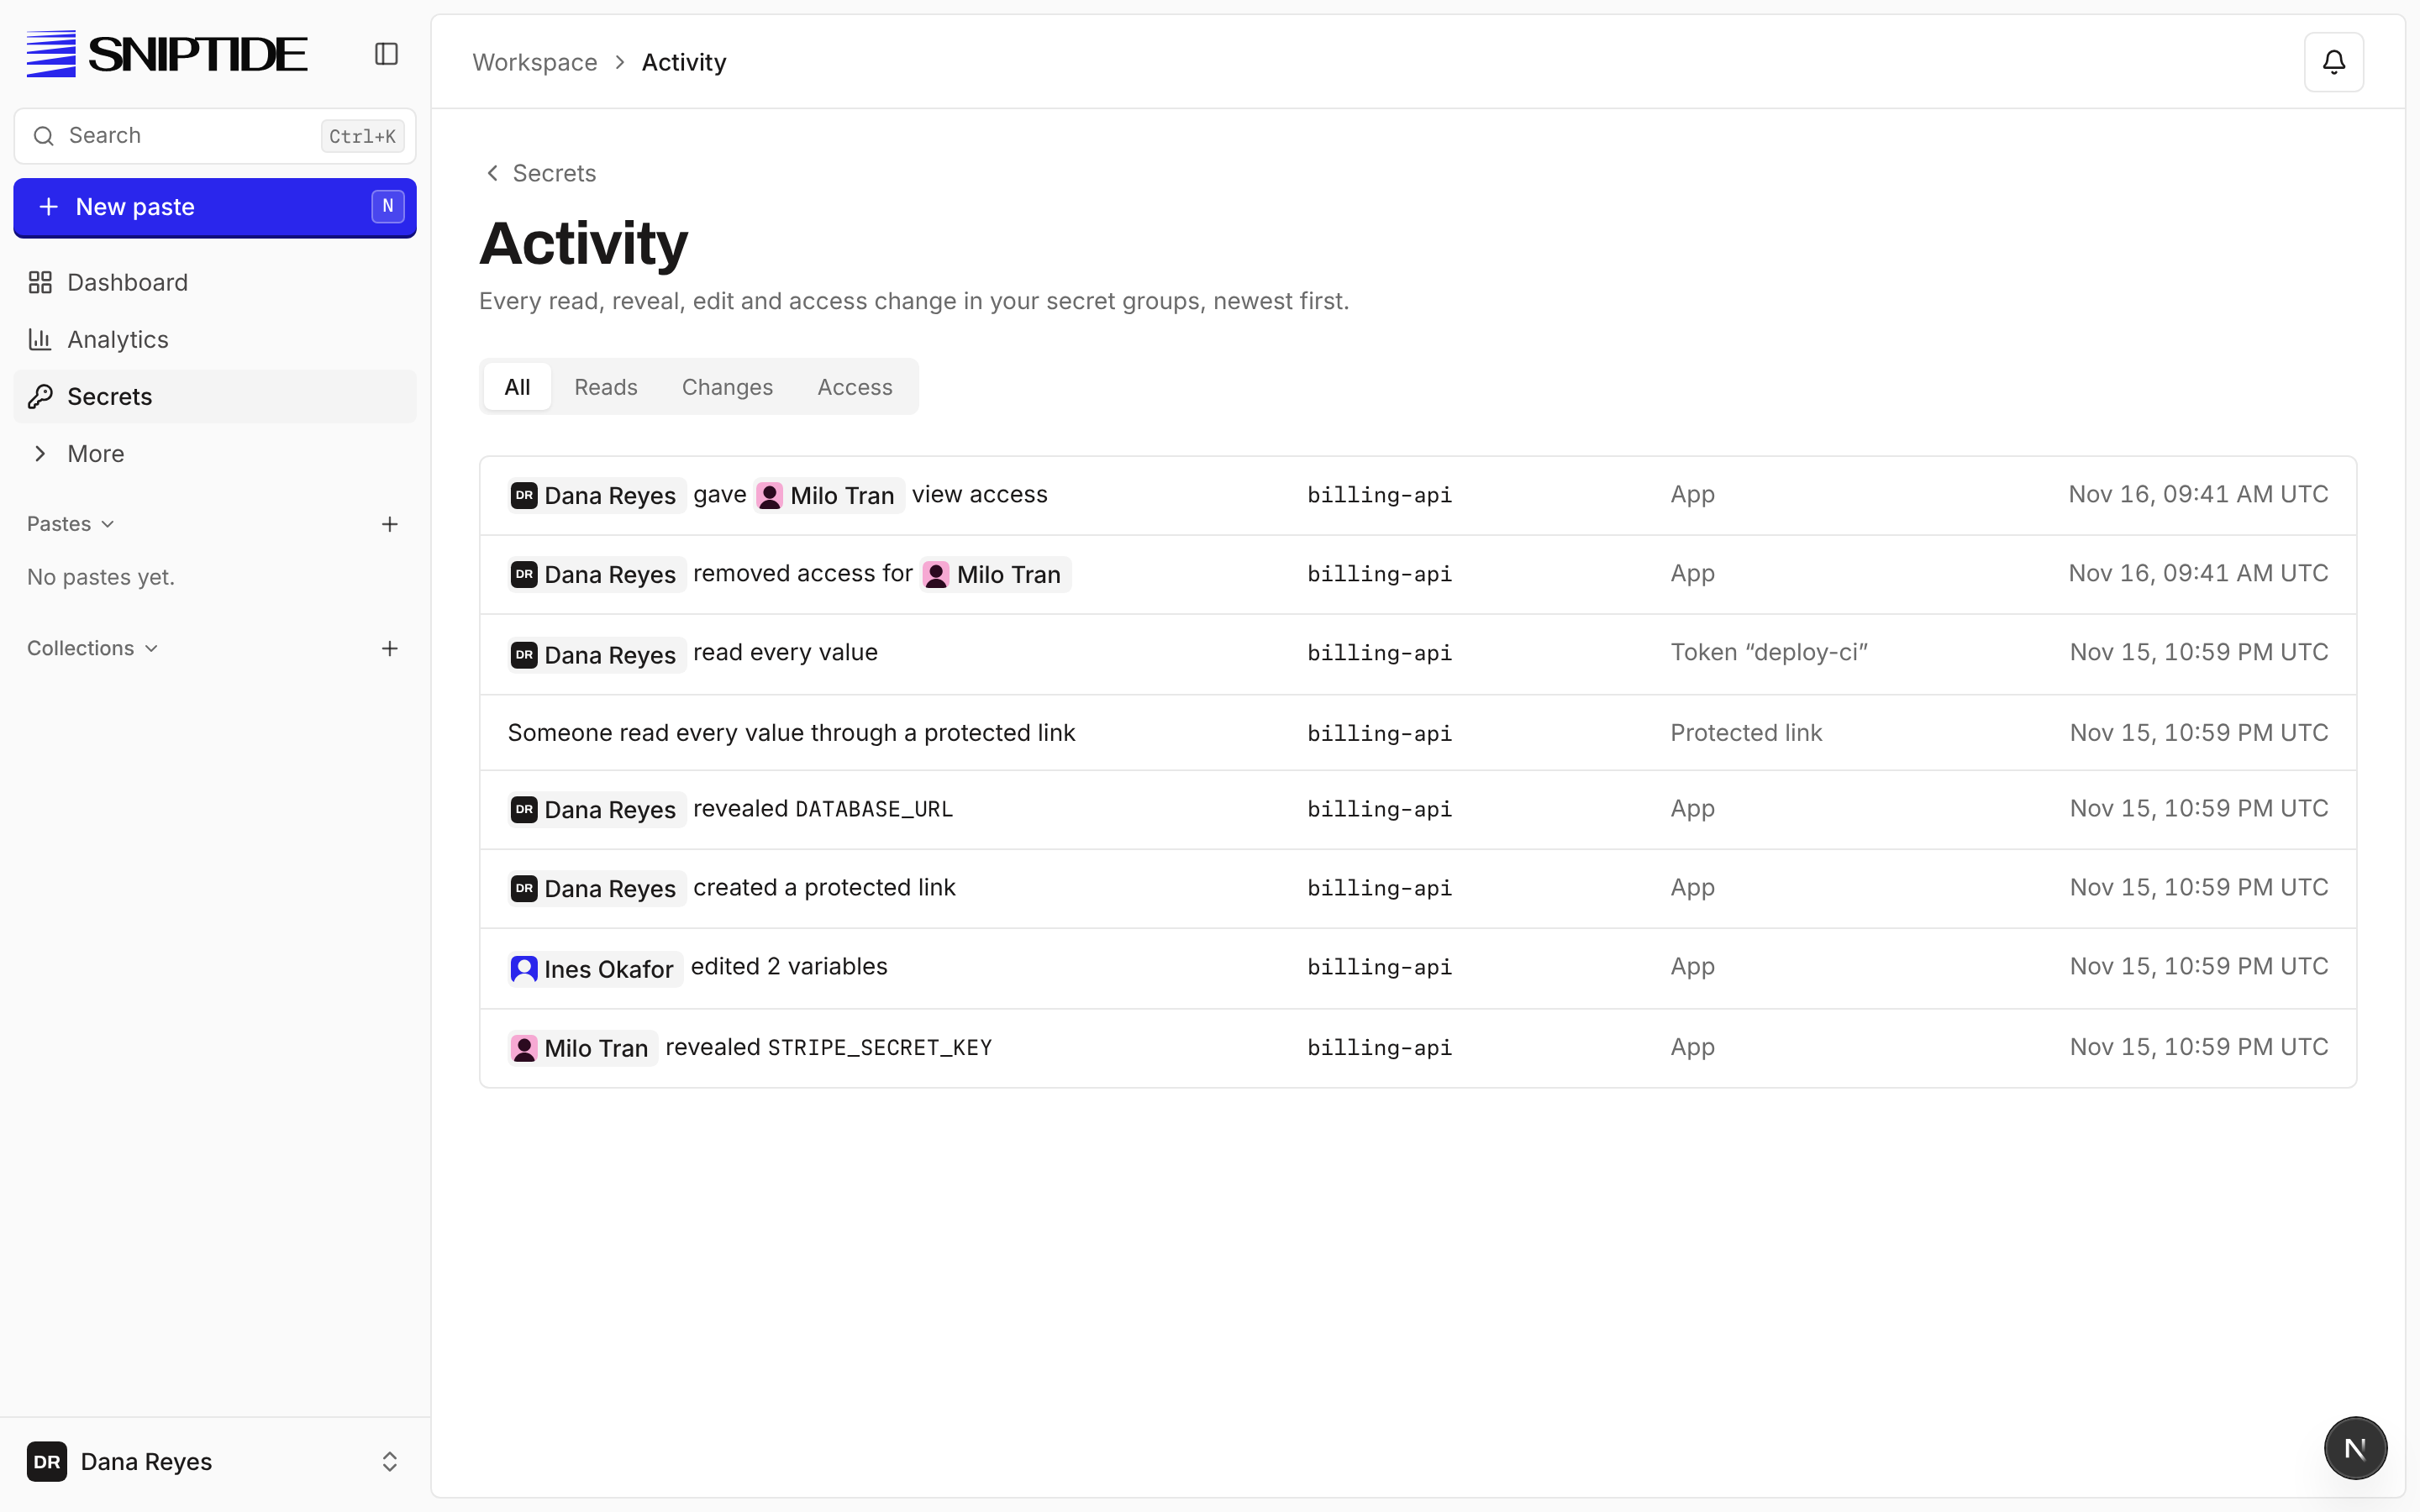 SNIPTIDE
Search Ctrl+K
New paste N
Dashboard
Analytics
Secrets
More
Pastes
No pastes yet.
Collections
DR Dana Reyes
Workspace > Activity
Secrets
Activity
Every read, reveal, edit and access change in your secret groups, newest first.
All Reads Changes Access
DR Dana Reyes gave Milo Tran view access billing-api App Nov 16, 09:41 AM UTC
DR Dana Reyes removed access for Milo Tran billing-api App Nov 16, 09:41 AM UTC
DR Dana Reyes read every value billing-api Token “deploy-ci” Nov 15, 10:59 PM UTC
Someone read every value through a protected link billing-api Protected link Nov 15, 10:59 PM UTC
DR Dana Reyes revealed DATABASE_URL billing-api App Nov 15, 10:59 PM UTC
DR Dana Reyes created a protected link billing-api App Nov 15, 10:59 PM UTC
Ines Okafor edited 2 variables billing-api App Nov 15, 10:59 PM UTC
Milo Tran revealed STRIPE_SECRET_KEY billing-api App Nov 15, 10:59 PM UTC
N